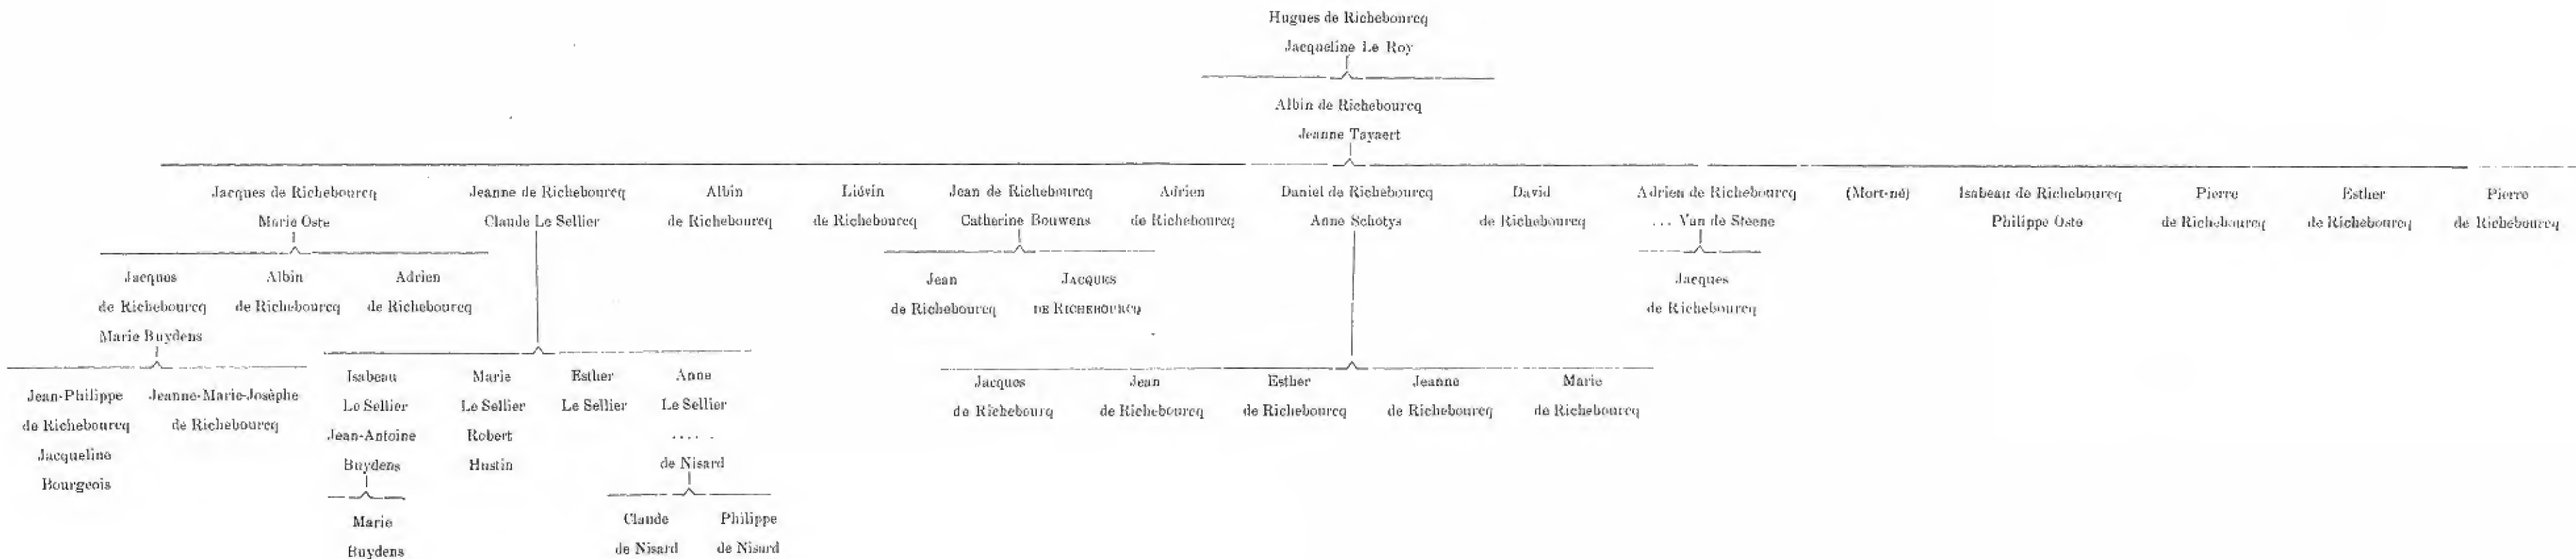 Hugues de Richebourcq
Jacqueline Le Roy
Albin de Richebourcq
Jeanne Tayaert
Jacques de Richebourcq
Marie Oste
Jeanne de Richebourcq
Claude Le Sellier
Albin
de Richebourcq
Liévin
de Richebourcq
Jean de Richebourcq
Catherine Bouwens
Adrien
de Richebourcq
Daniel de Richebourcq
Anne Schotys
David
de Richebourcq
Adrien de Richebourcq
... Van de Steene
(Mort-né)
Isabeau de Richebourcq
Philippe Oste
Pierre
de Richebourcq
Esther
de Richebourcq
Pierre
de Richebourcq
Jacques
de Richebourcq
Marie Buydens
Albin
de Richebourcq
Adrien
de Richebourcq
Jean
de Richebourcq
JACQUES
DE RICHEBOURCQ
Jacques
de Richebourcq
Jean-Philippe
de Richebourcq
Jacqueline
Bourgeois
Jeanne-Marie-Josèphe
de Richebourcq
Isabeau
Le Sellier
Jean-Antoine
Buydens
Marie
Le Sellier
Robert
Hustin
Esther
Le Sellier
Anne
Le Sellier
.....
de Nisard
Jacques
de Richebourq
Jean
de Richebourcq
Esther
de Richebourcq
Jeanne
de Richebourcq
Marie
de Richebourcq
Marie
Buydens
Claude
de Nisard
Philippe
de Nisard